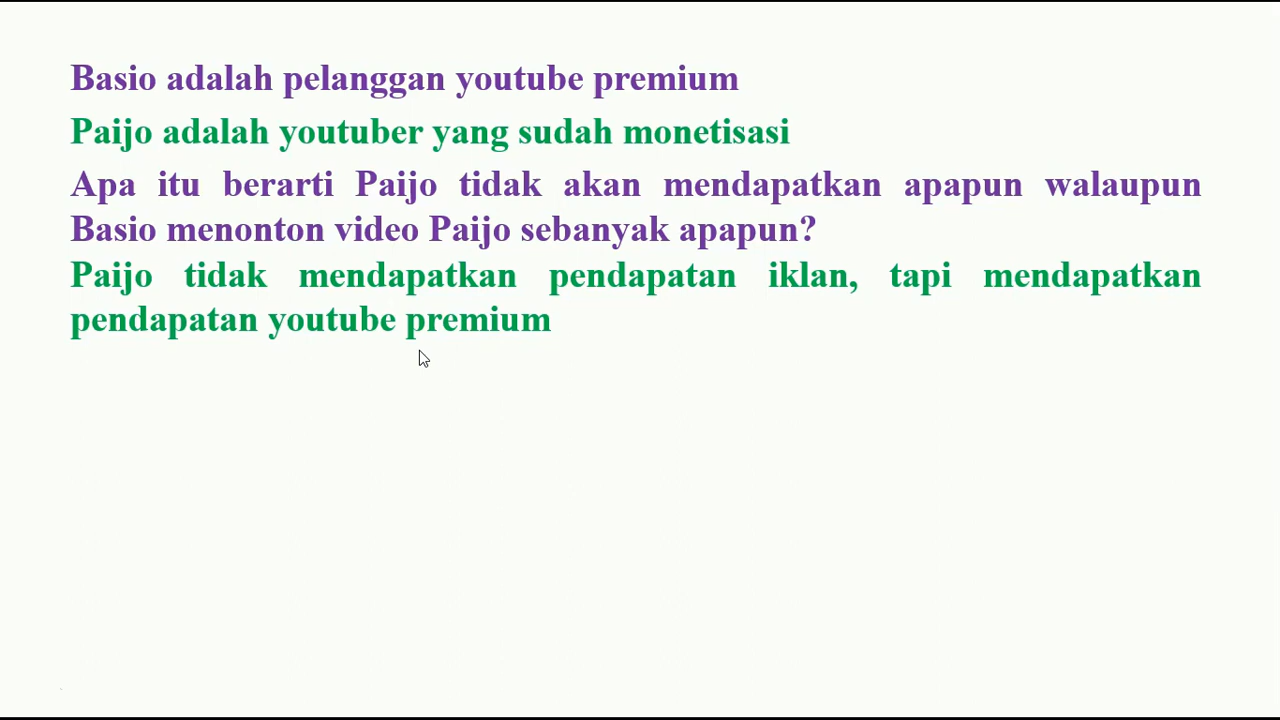 Basio adalah pelanggan youtube premium
Paijo adalah youtuber yang sudah monetisasi
Apa itu berarti Paijo tidak akan mendapatkan apapun walaupun
Basio menonton video Paijo sebanyak apapun?
Paijo tidak mendapatkan pendapatan iklan, tapi mendapatkan
pendapatan youtube premium